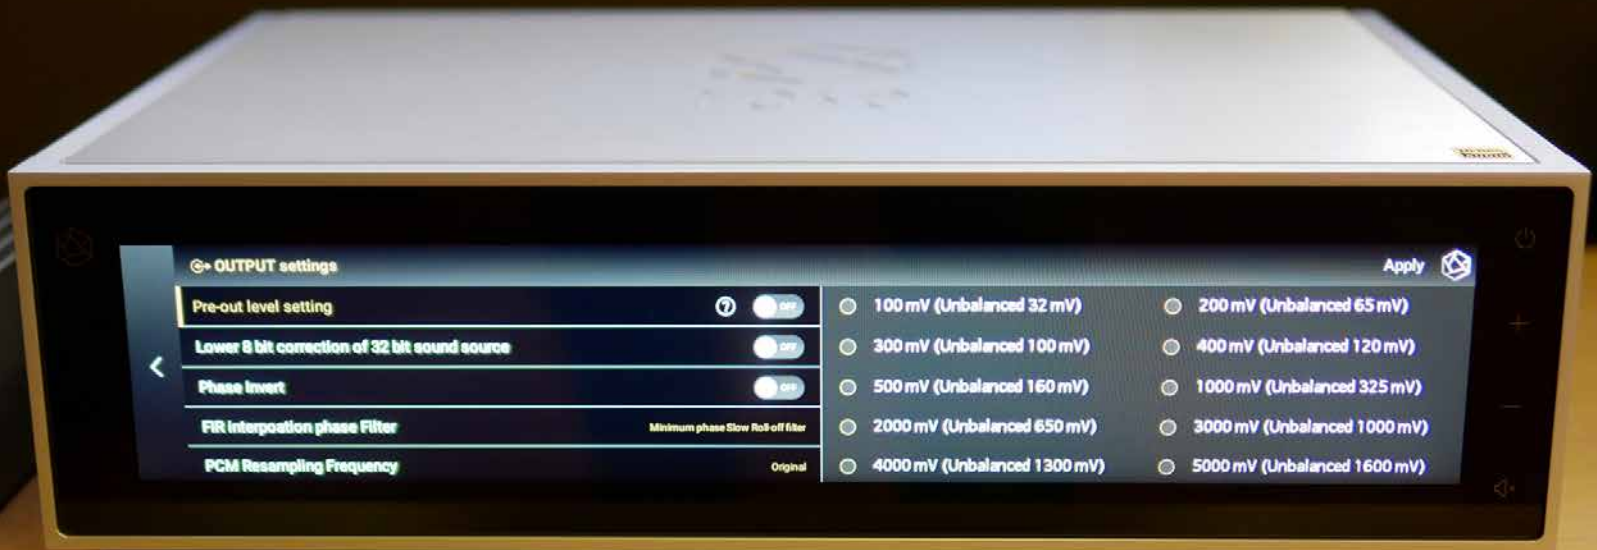 OUTPUT settings
Apply
Pre-out level setting
?
OFF
Lower 8 bit correction of 32 bit sound source
OFF
Phase Invert
OFF
FIR Interpoation phase Filter
Minimum phase Slow Roll-off filter
PCM Resampling Frequency
Original
100 mV (Unbalanced 32 mV)
200 mV (Unbalanced 65 mV)
300 mV (Unbalanced 100 mV)
400 mV (Unbalanced 120 mV)
500 mV (Unbalanced 160 mV)
1000 mV (Unbalanced 325 mV)
2000 mV (Unbalanced 650 mV)
3000 mV (Unbalanced 1000 mV)
4000 mV (Unbalanced 1300 mV)
5000 mV (Unbalanced 1600 mV)